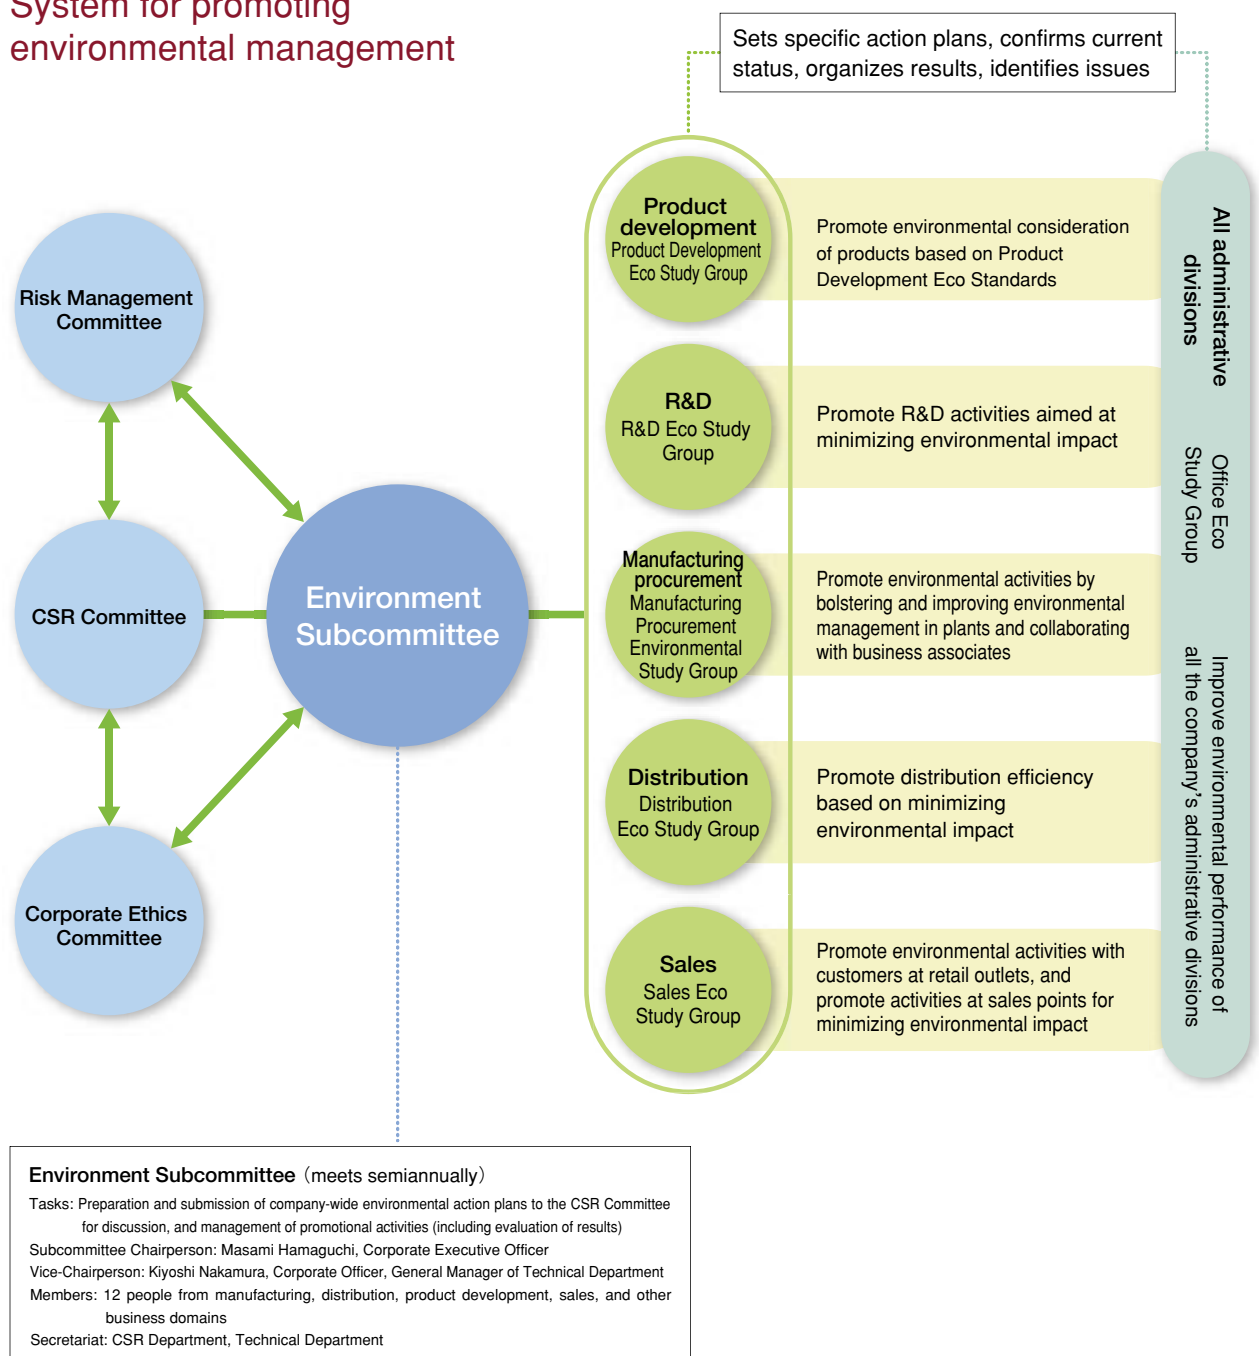 System for promoting
environmental management
Sets specific action plans, confirms current
status, organizes results, identifies issues
Risk Management
Committee
CSR Committee
Corporate Ethics
Committee
Environment
Subcommittee
Product
development
Product Development
Eco Study Group
Promote environmental consideration
of products based on Product
Development Eco Standards
R&D
R&D Eco Study
Group
Promote R&D activities aimed at
minimizing environmental impact
Manufacturing
procurement
Manufacturing
Procurement
Environmental
Study Group
Promote environmental activities by
bolstering and improving environmental
management in plants and collaborating
with business associates
Distribution
Distribution
Eco Study Group
Promote distribution efficiency
based on minimizing
environmental impact
Sales
Sales Eco
Study Group
Promote environmental activities with
customers at retail outlets, and
promote activities at sales points for
minimizing environmental impact
All administrative
divisions
Office Eco
Study Group
Improve environmental performance of
all the company's administrative divisions
Environment Subcommittee (meets semiannually)
Tasks: Preparation and submission of company-wide environmental action plans to the CSR Committee
for discussion, and management of promotional activities (including evaluation of results)
Subcommittee Chairperson: Masami Hamaguchi, Corporate Executive Officer
Vice-Chairperson: Kiyoshi Nakamura, Corporate Officer, General Manager of Technical Department
Members: 12 people from manufacturing, distribution, product development, sales, and other
business domains
Secretariat: CSR Department, Technical Department